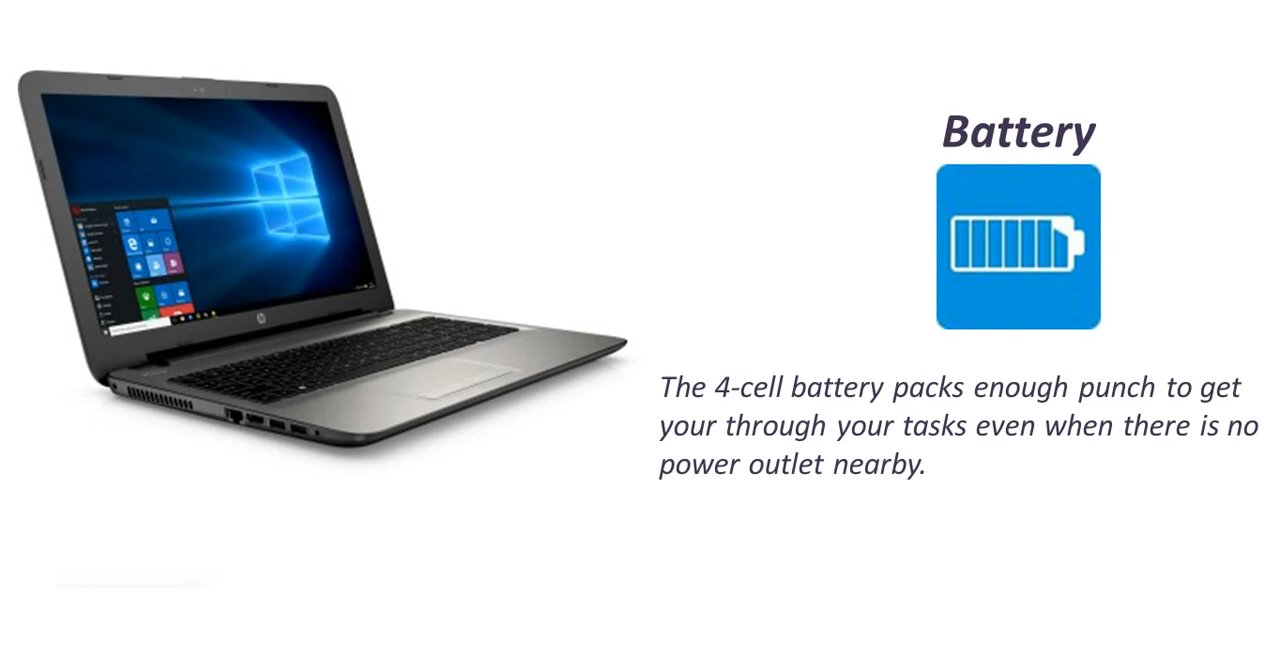 Battery
hp
The 4-cell battery packs enough punch to get
your through your tasks even when there is no
power outlet nearby.